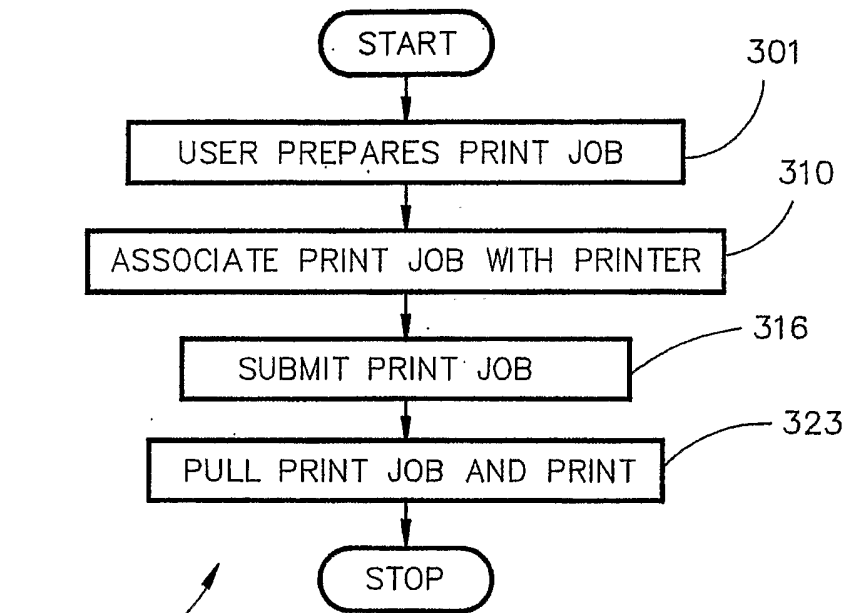 START
301
USER PREPARES PRINT JOB
310
ASSOCIATE PRINT JOB WITH PRINTER
316
SUBMIT PRINT JOB
323
PULL PRINT JOB AND PRINT
STOP